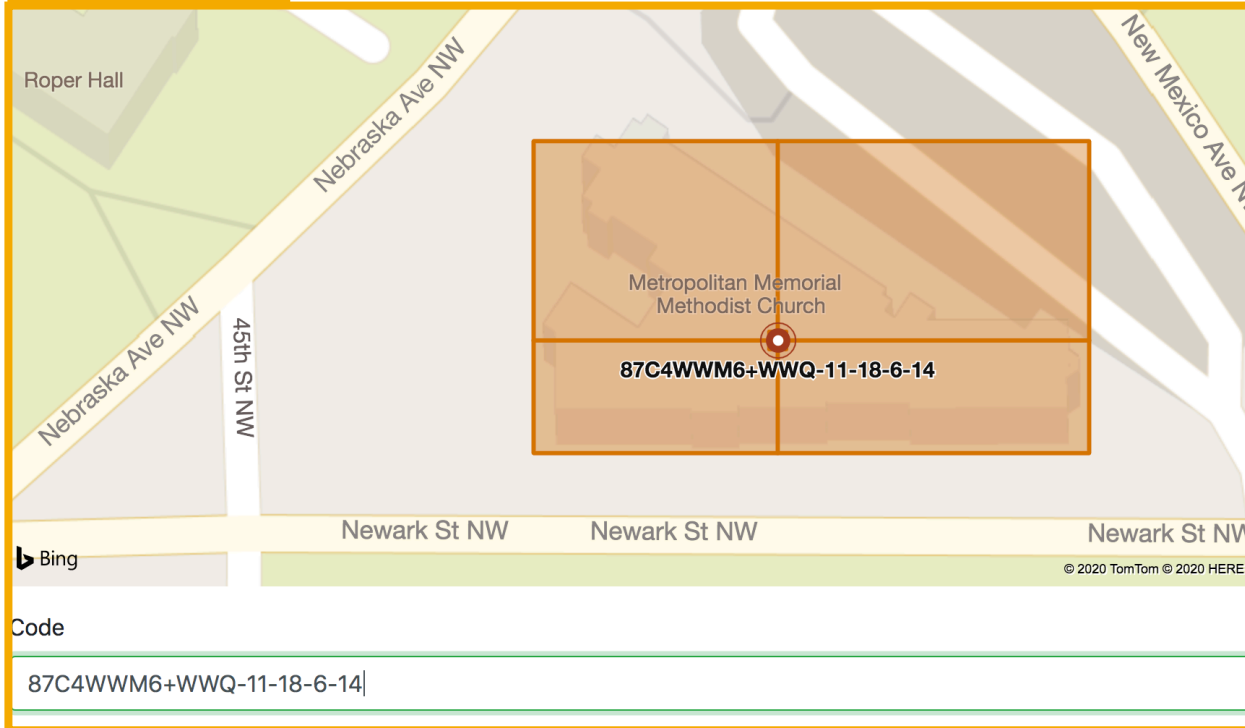 Roper Hall
Nebraska Ave NW
New Mexico Ave N
Metropolitan Memorial
Methodist Church
87C4WWM6+WWQ-11-18-6-14
Nebraska Ave NW
45th St NW
Newark St NW
Newark St NW
Newark St NW
Bing
© 2020 TomTom © 2020 HERE
Code
87C4WWM6+WWQ-11-18-6-14